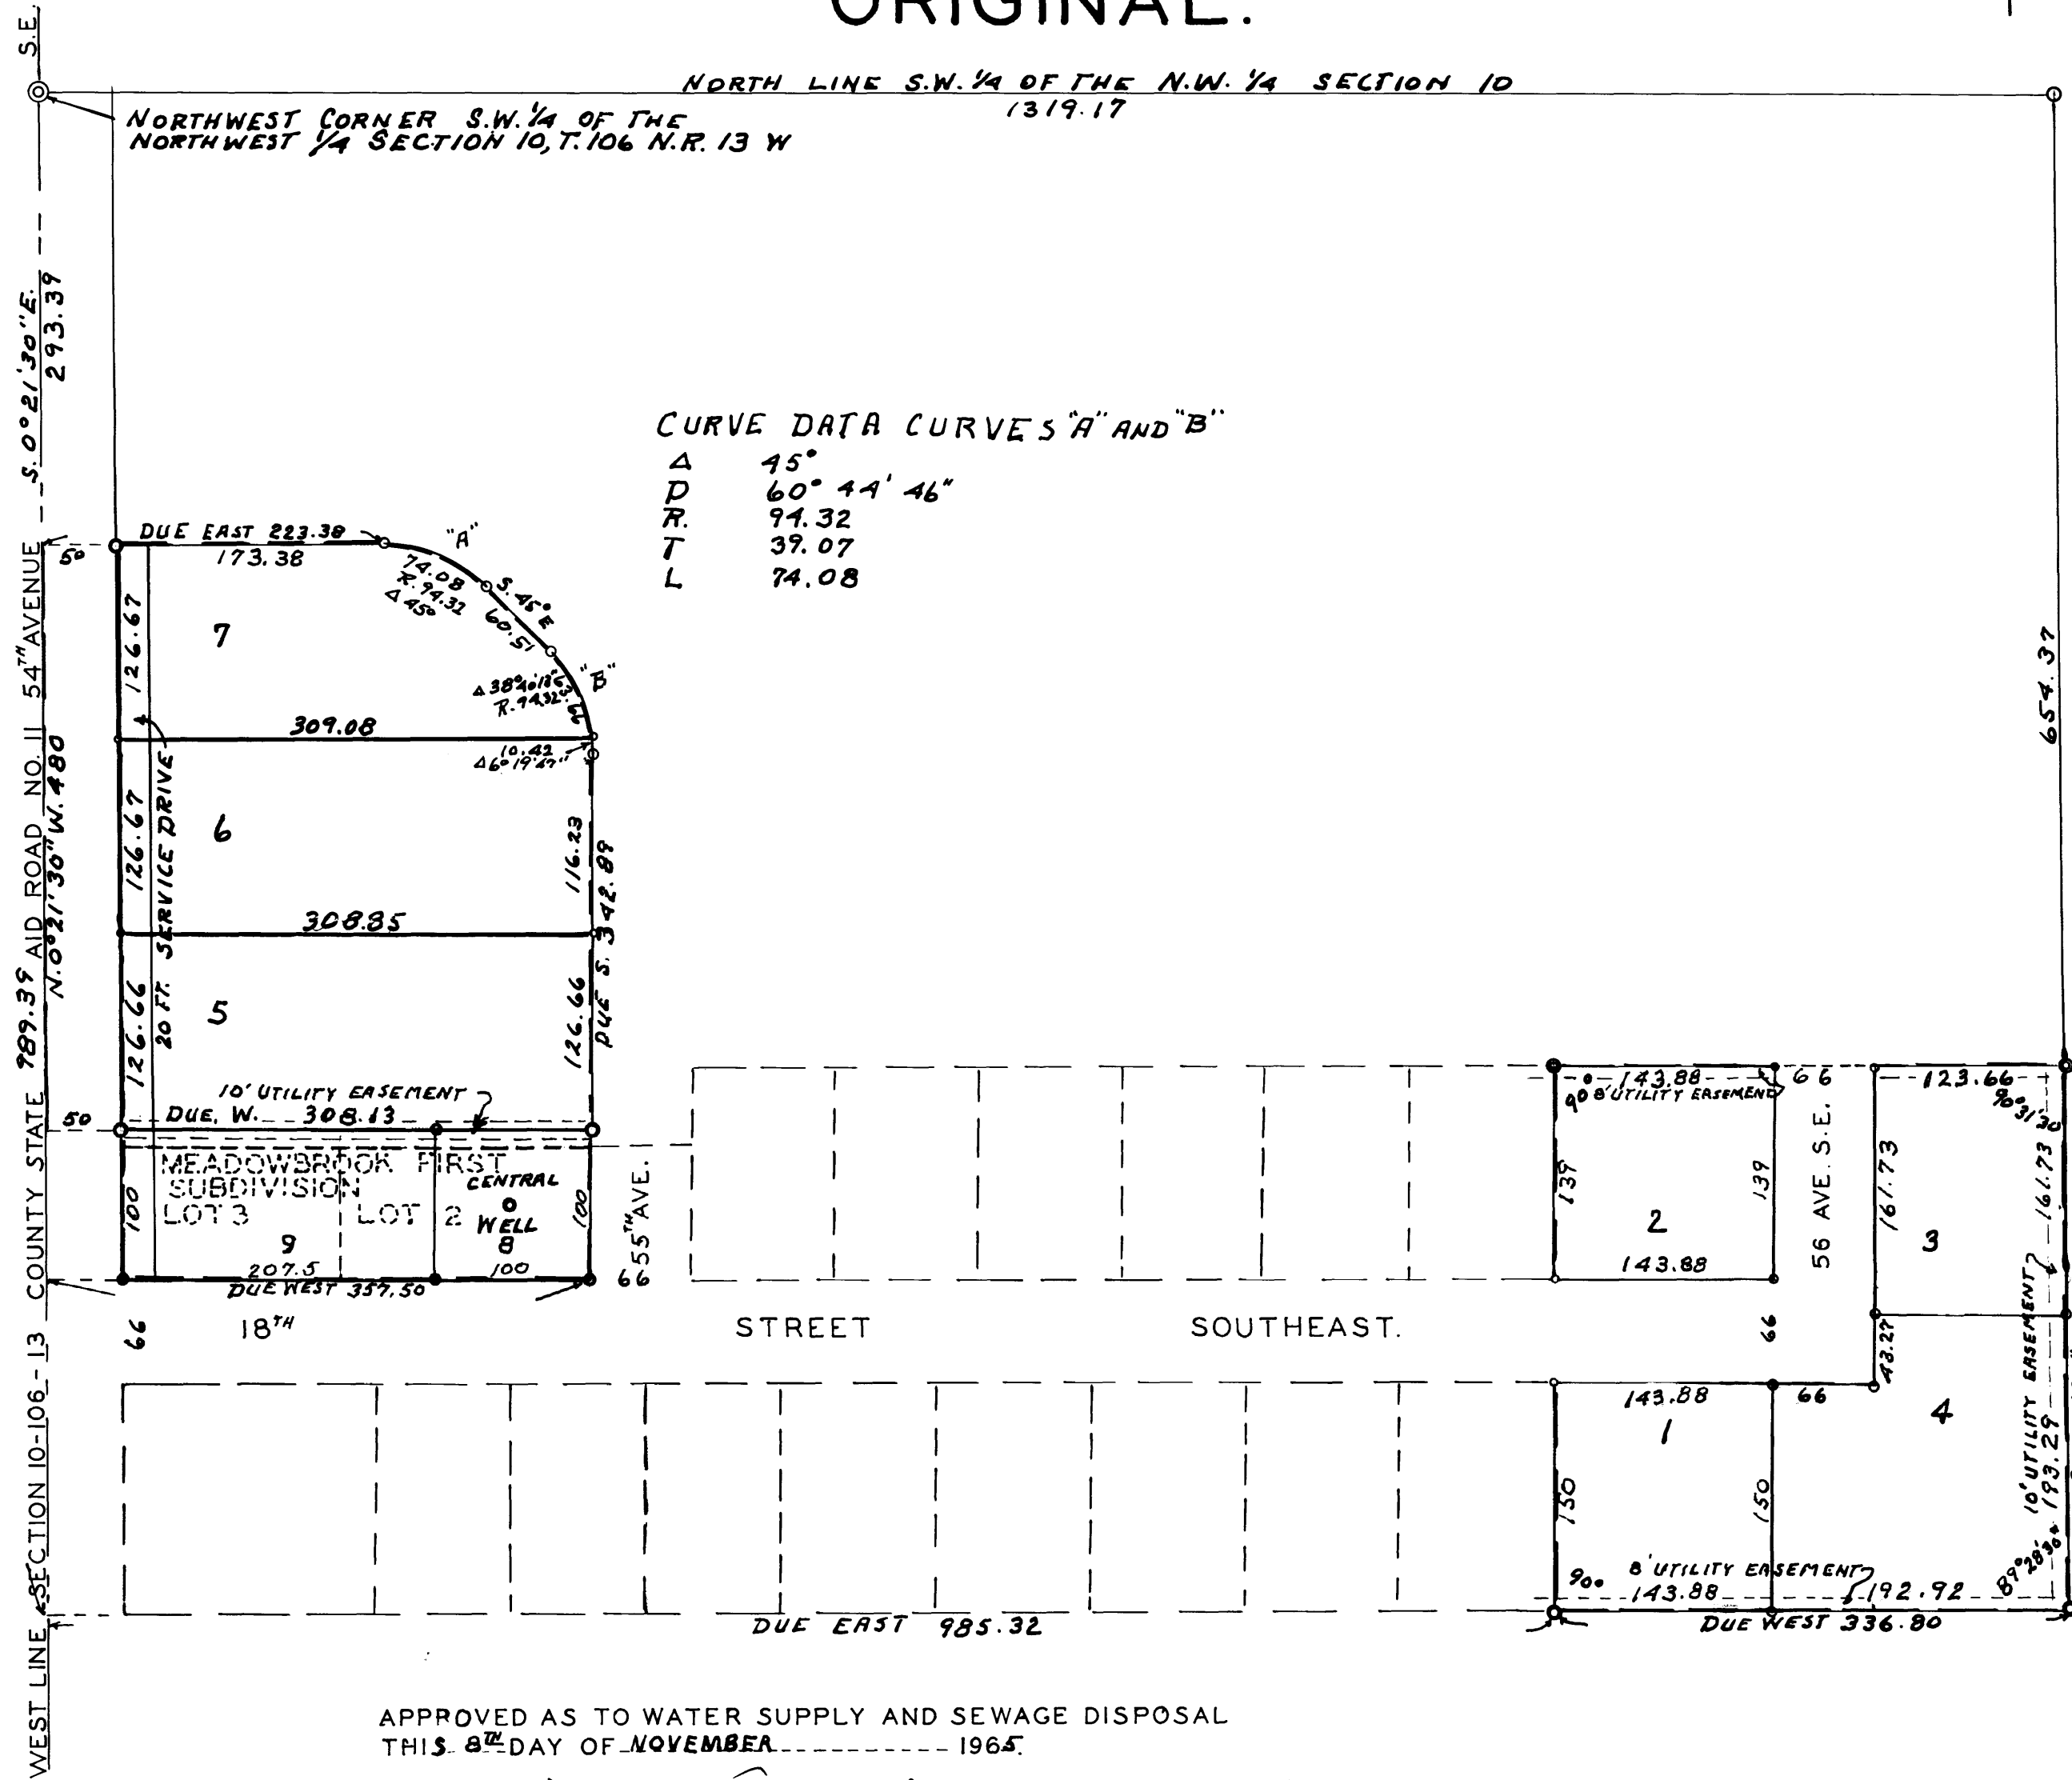 ORIGINAL.
S.E.
NORTH LINE S.W. 1/4 OF THE N.W. 1/4 SECTION 10
1319.17
NORTHWEST CORNER S.W. 1/4 OF THE
NORTHWEST 1/4 SECTION 10, T. 106 N.R. 13 W
S. 0° 21' 30" E.
293.39
CURVE DATA CURVES "A" AND "B"
Δ 45°
D 60° 44' 46"
R. 94.32
T 39.07
L 74.08
DUE EAST 223.38
173.38
50
"A"
74.08
R. 94.32
Δ 45°
S. 45° E
60.51
"B"
Δ 38° 40' 13"
R. 94.32
7
126.67
309.08
10.42
Δ 6° 19' 47"
654.37
6
126.67
20 FT. SERVICE DRIVE
116.23
DUE S. 342.89
308.85
5
126.66
126.66
WEST LINE SECTION 10-106-13 COUNTY STATE AID ROAD NO. 11 54TH AVENUE
989.39
N. 0° 21' 30" W. 480
10' UTILITY EASEMENT
DUE, W. 308.13
50
MEADOWBROOK FIRST
SUBDIVISION
LOT 3 LOT 2
CENTRAL
WELL
8
9
100
100
207.5
100
DUE WEST 357.50
66
55TH AVE.
66
18TH STREET SOUTHEAST.
143.88
90° 8' UTILITY EASEMENT
66
123.66
90° 31' 30"
139
139
2
143.88
56 AVE. S.E.
161.73
161.73
3
66
43.27
10' UTILITY EASEMENT
193.29
143.88
66
1
4
150
150
90°
8' UTILITY EASEMENT
143.88
192.92
89° 28' 30"
DUE WEST 336.80
DUE EAST 985.32
APPROVED AS TO WATER SUPPLY AND SEWAGE DISPOSAL
THIS 8TH DAY OF NOVEMBER 1965.